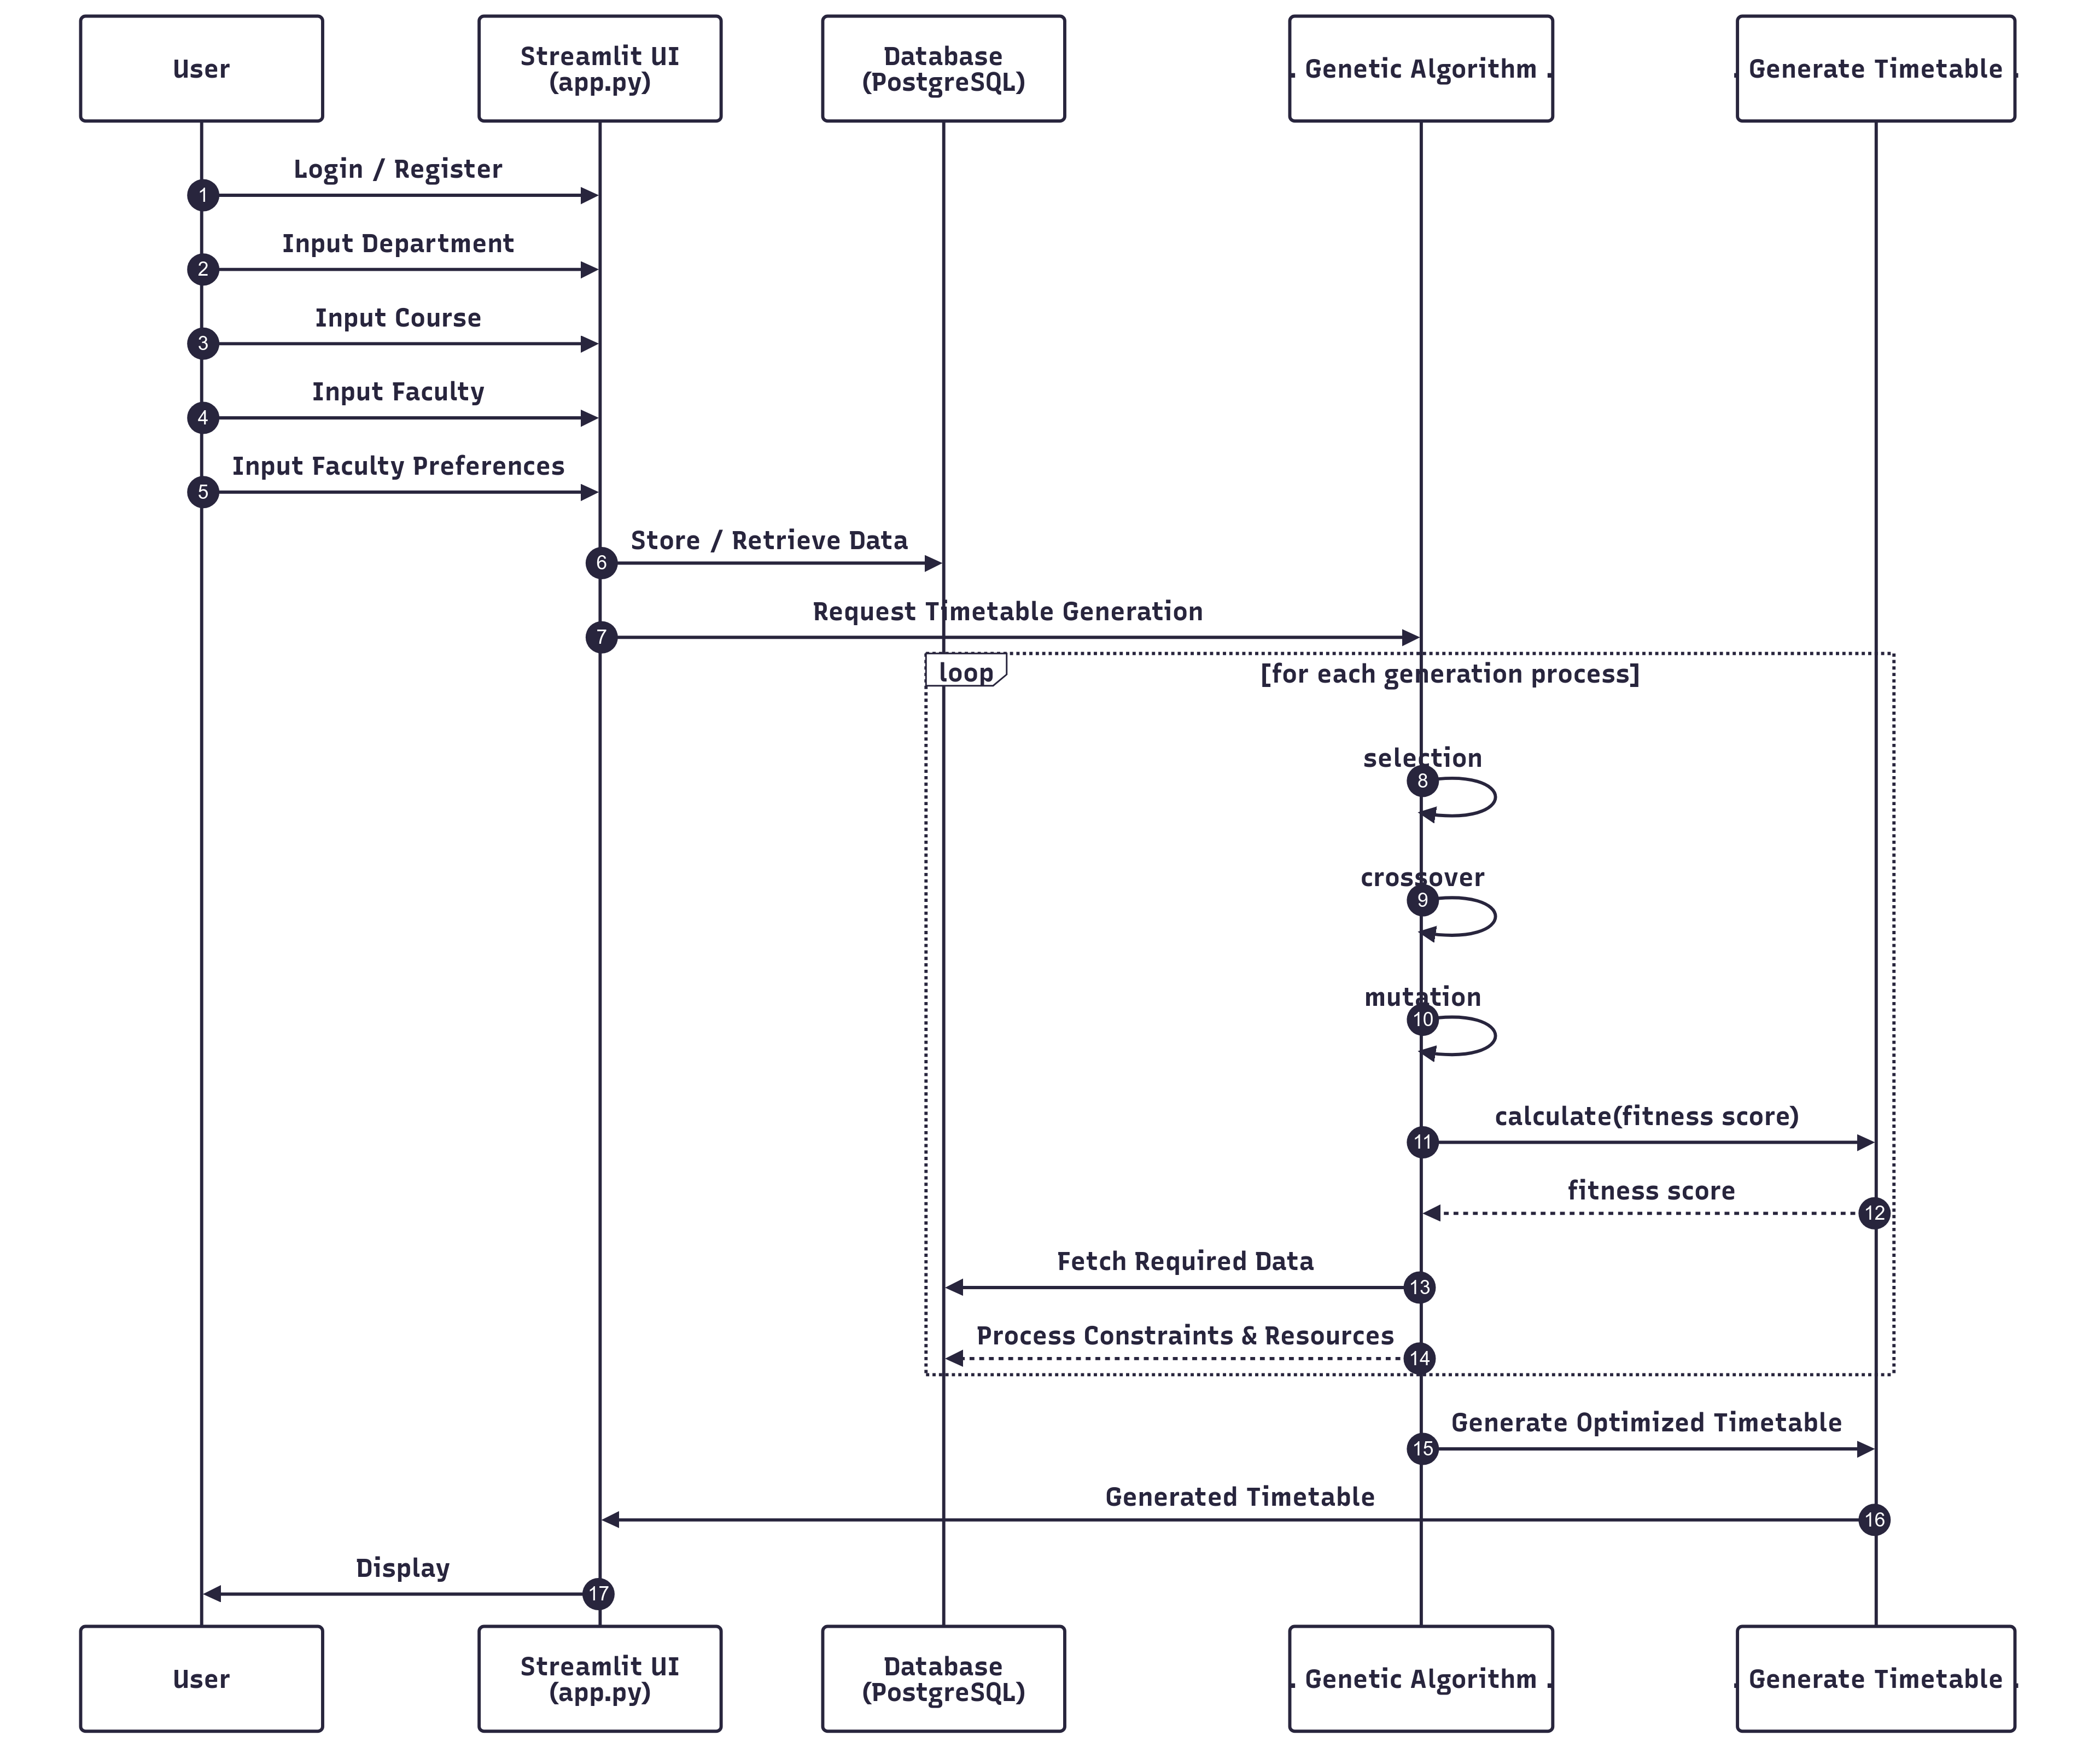 User
Streamlit UI
(app.py)
Database
(PostgreSQL)
Genetic Algorithm
Generate Timetable
Login / Register
1
Input Department
2
Input Course
3
Input Faculty
4
Input Faculty Preferences
5
Store / Retrieve Data
6
Request Timetable Generation
7
loop
[for each generation process]
selection
8
crossover
9
mutation
10
calculate(fitness score)
11
fitness score
12
Fetch Required Data
13
Process Constraints & Resources
14
Generate Optimized Timetable
15
Generated Timetable
16
Display
17
User
Streamlit UI
(app.py)
Database
(PostgreSQL)
Genetic Algorithm
Generate Timetable